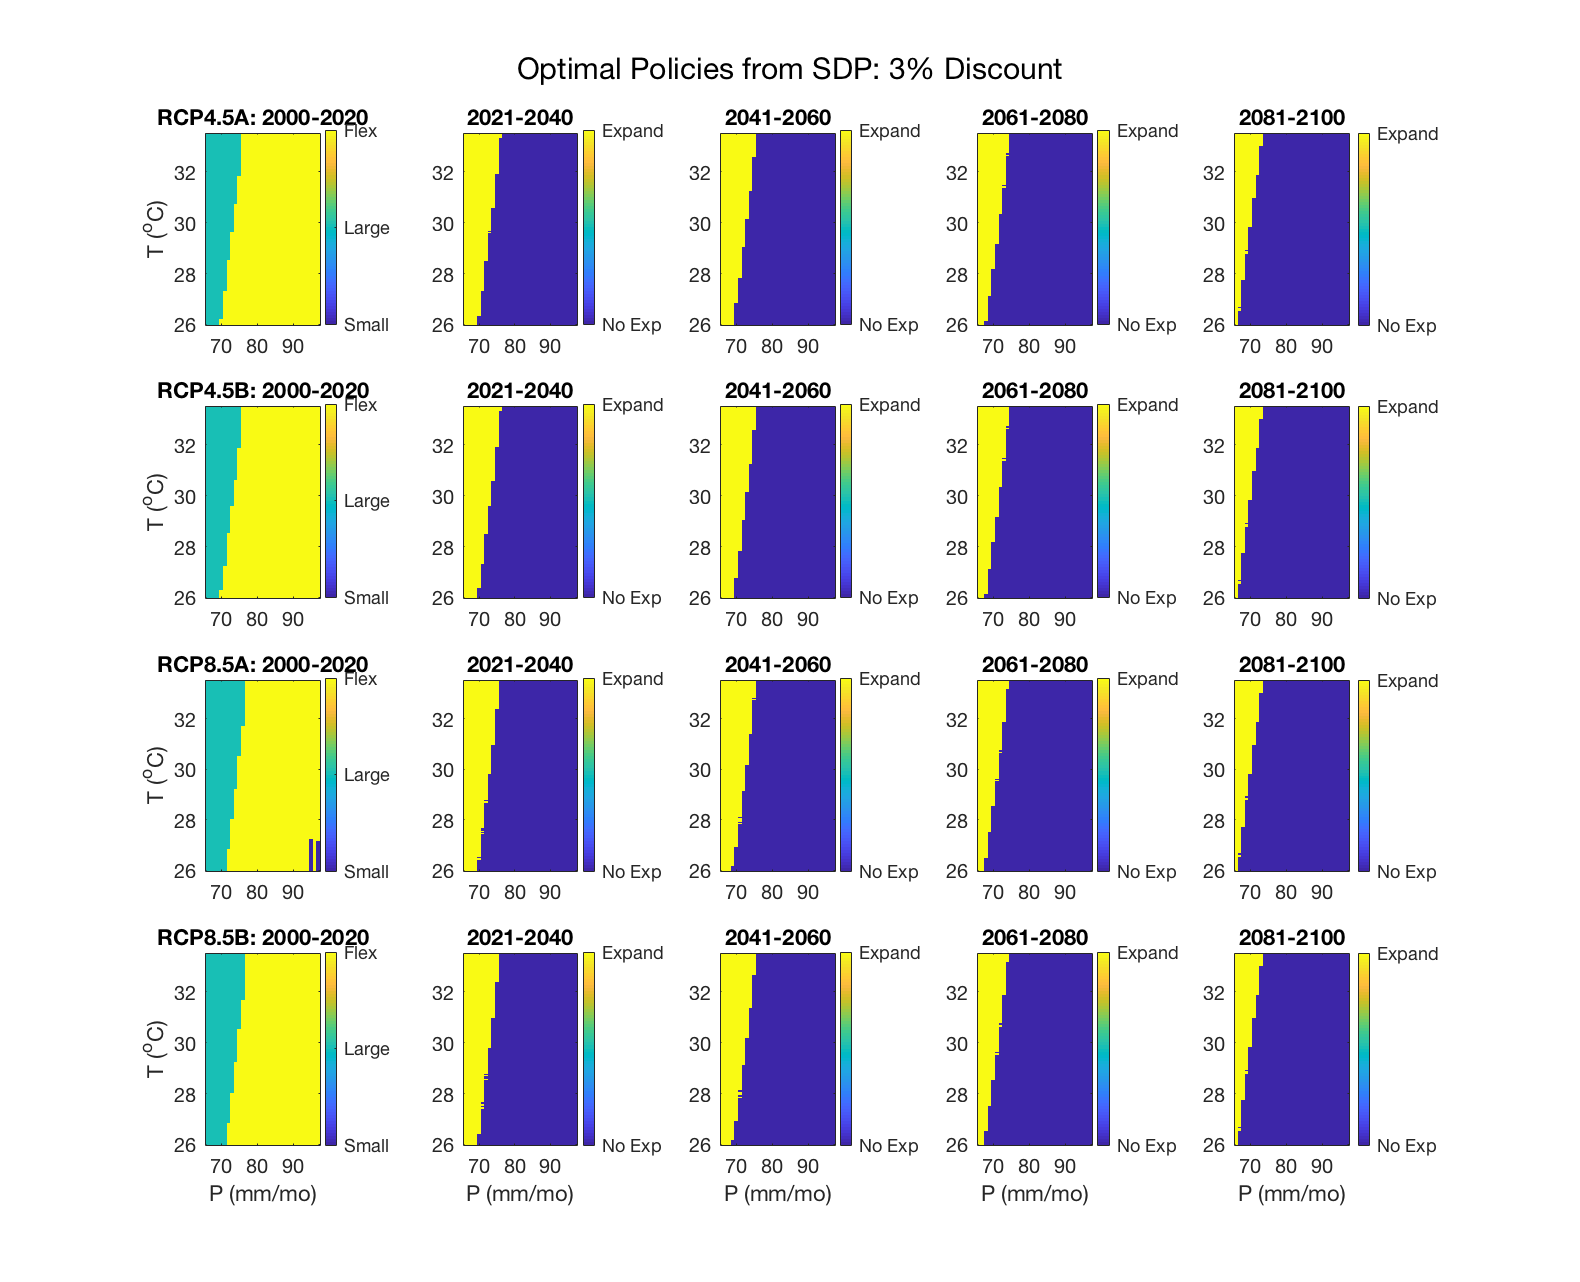 Optimal Policies from SDP: 3% Discount
RCP4.5A: 2000-2020
2021-2040
2041-2060
2061-2080
2081-2100
Flex
Expand
Expand
Expand
Expand
32
32
32
32
32
T (°C)
30
30
30
30
30
Large
28
28
28
28
28
26
26
26
26
26
Small
No Exp
No Exp
No Exp
No Exp
70 80 90
70 80 90
70 80 90
70 80 90
70 80 90
RCP4.5B: 2000-2020
2021-2040
2041-2060
2061-2080
2081-2100
Flex
Expand
Expand
Expand
Expand
32
32
32
32
32
T (°C)
30
30
30
30
30
Large
28
28
28
28
28
26
26
26
26
26
Small
No Exp
No Exp
No Exp
No Exp
70 80 90
70 80 90
70 80 90
70 80 90
70 80 90
RCP8.5A: 2000-2020
2021-2040
2041-2060
2061-2080
2081-2100
Flex
Expand
Expand
Expand
Expand
32
32
32
32
32
T (°C)
30
30
30
30
30
Large
28
28
28
28
28
26
26
26
26
26
Small
No Exp
No Exp
No Exp
No Exp
70 80 90
70 80 90
70 80 90
70 80 90
70 80 90
RCP8.5B: 2000-2020
2021-2040
2041-2060
2061-2080
2081-2100
Flex
Expand
Expand
Expand
Expand
32
32
32
32
32
T (°C)
30
30
30
30
30
Large
28
28
28
28
28
26
26
26
26
26
Small
No Exp
No Exp
No Exp
No Exp
70 80 90
70 80 90
70 80 90
70 80 90
70 80 90
P (mm/mo)
P (mm/mo)
P (mm/mo)
P (mm/mo)
P (mm/mo)